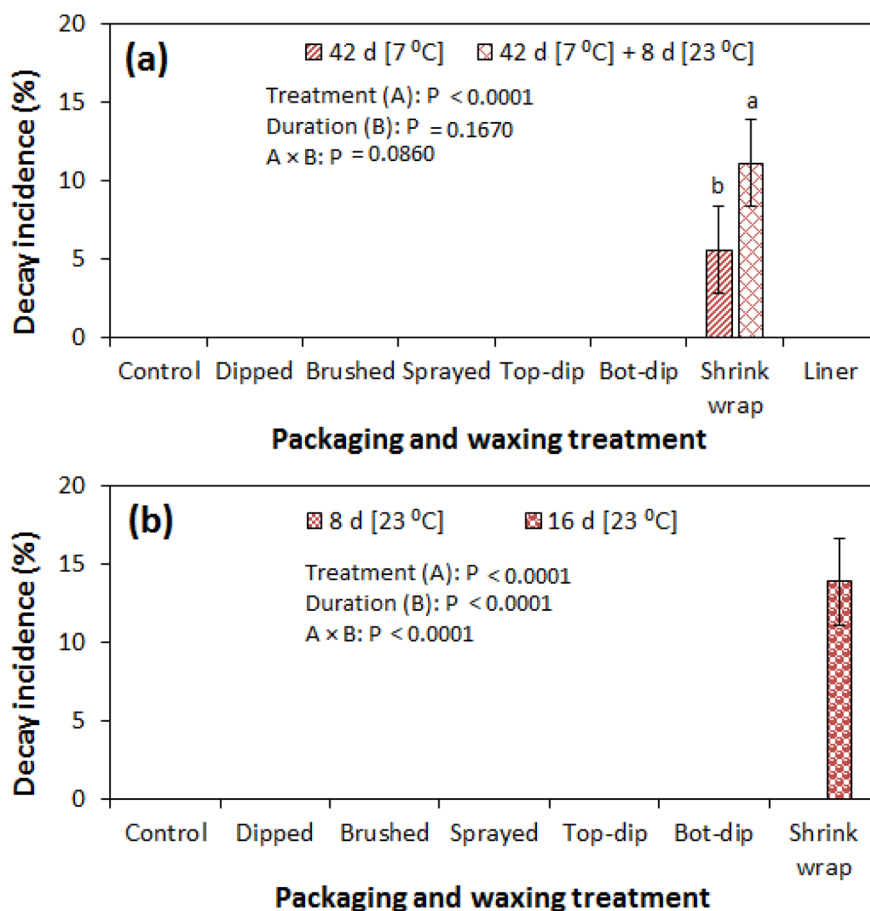 20
(a)
42 d [7 ⁰C] 42 d [7 ⁰C] + 8 d [23 ⁰C]
Treatment (A): P < 0.0001
Duration (B): P = 0.1670
A × B: P = 0.0860
a
b
15
10
5
0
Decay incidence (%)
Control Dipped Brushed Sprayed Top-dip Bot-dip Shrink wrap Liner
Packaging and waxing treatment
20
(b)
8 d [23 ⁰C] 16 d [23 ⁰C]
Treatment (A): P < 0.0001
Duration (B): P < 0.0001
A × B: P < 0.0001
15
10
5
0
Decay incidence (%)
Control Dipped Brushed Sprayed Top-dip Bot-dip Shrink wrap
Packaging and waxing treatment